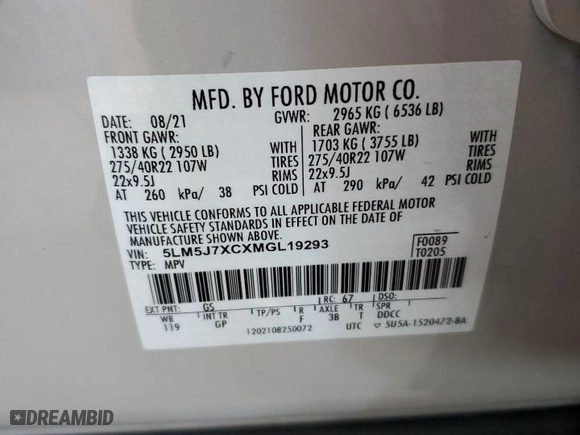 MFD. BY FORD MOTOR CO.
DATE: 08/21 GVWR: 2965 KG ( 6536 LB)
FRONT GAWR: REAR GAWR:
1338 KG ( 2950 LB) WITH 1703 KG ( 3755 LB) WITH
275/40R22 107W TIRES 275/40R22 107W TIRES
22x9.5J RIMS 22x9.5J RIMS
AT 260 kPa/ 38 PSI COLD AT 290 kPa/ 42 PSI COLD
THIS VEHICLE CONFORMS TO ALL APPLICABLE FEDERAL MOTOR
VEHICLE SAFETY STANDARDS IN EFFECT ON THE DATE OF
MANUFACTURE SHOWN ABOVE.
VIN: 5LM5J7XCXMGL19293 F0089
TYPE: MPV T0205
EXT PNT: GS RC: 67
WB INT TR TP/PS R AXLE TR SPR
119 GP F 38 T DDCC
1202108250072 UTC 5U5A-1520472-BA
DREAMBID